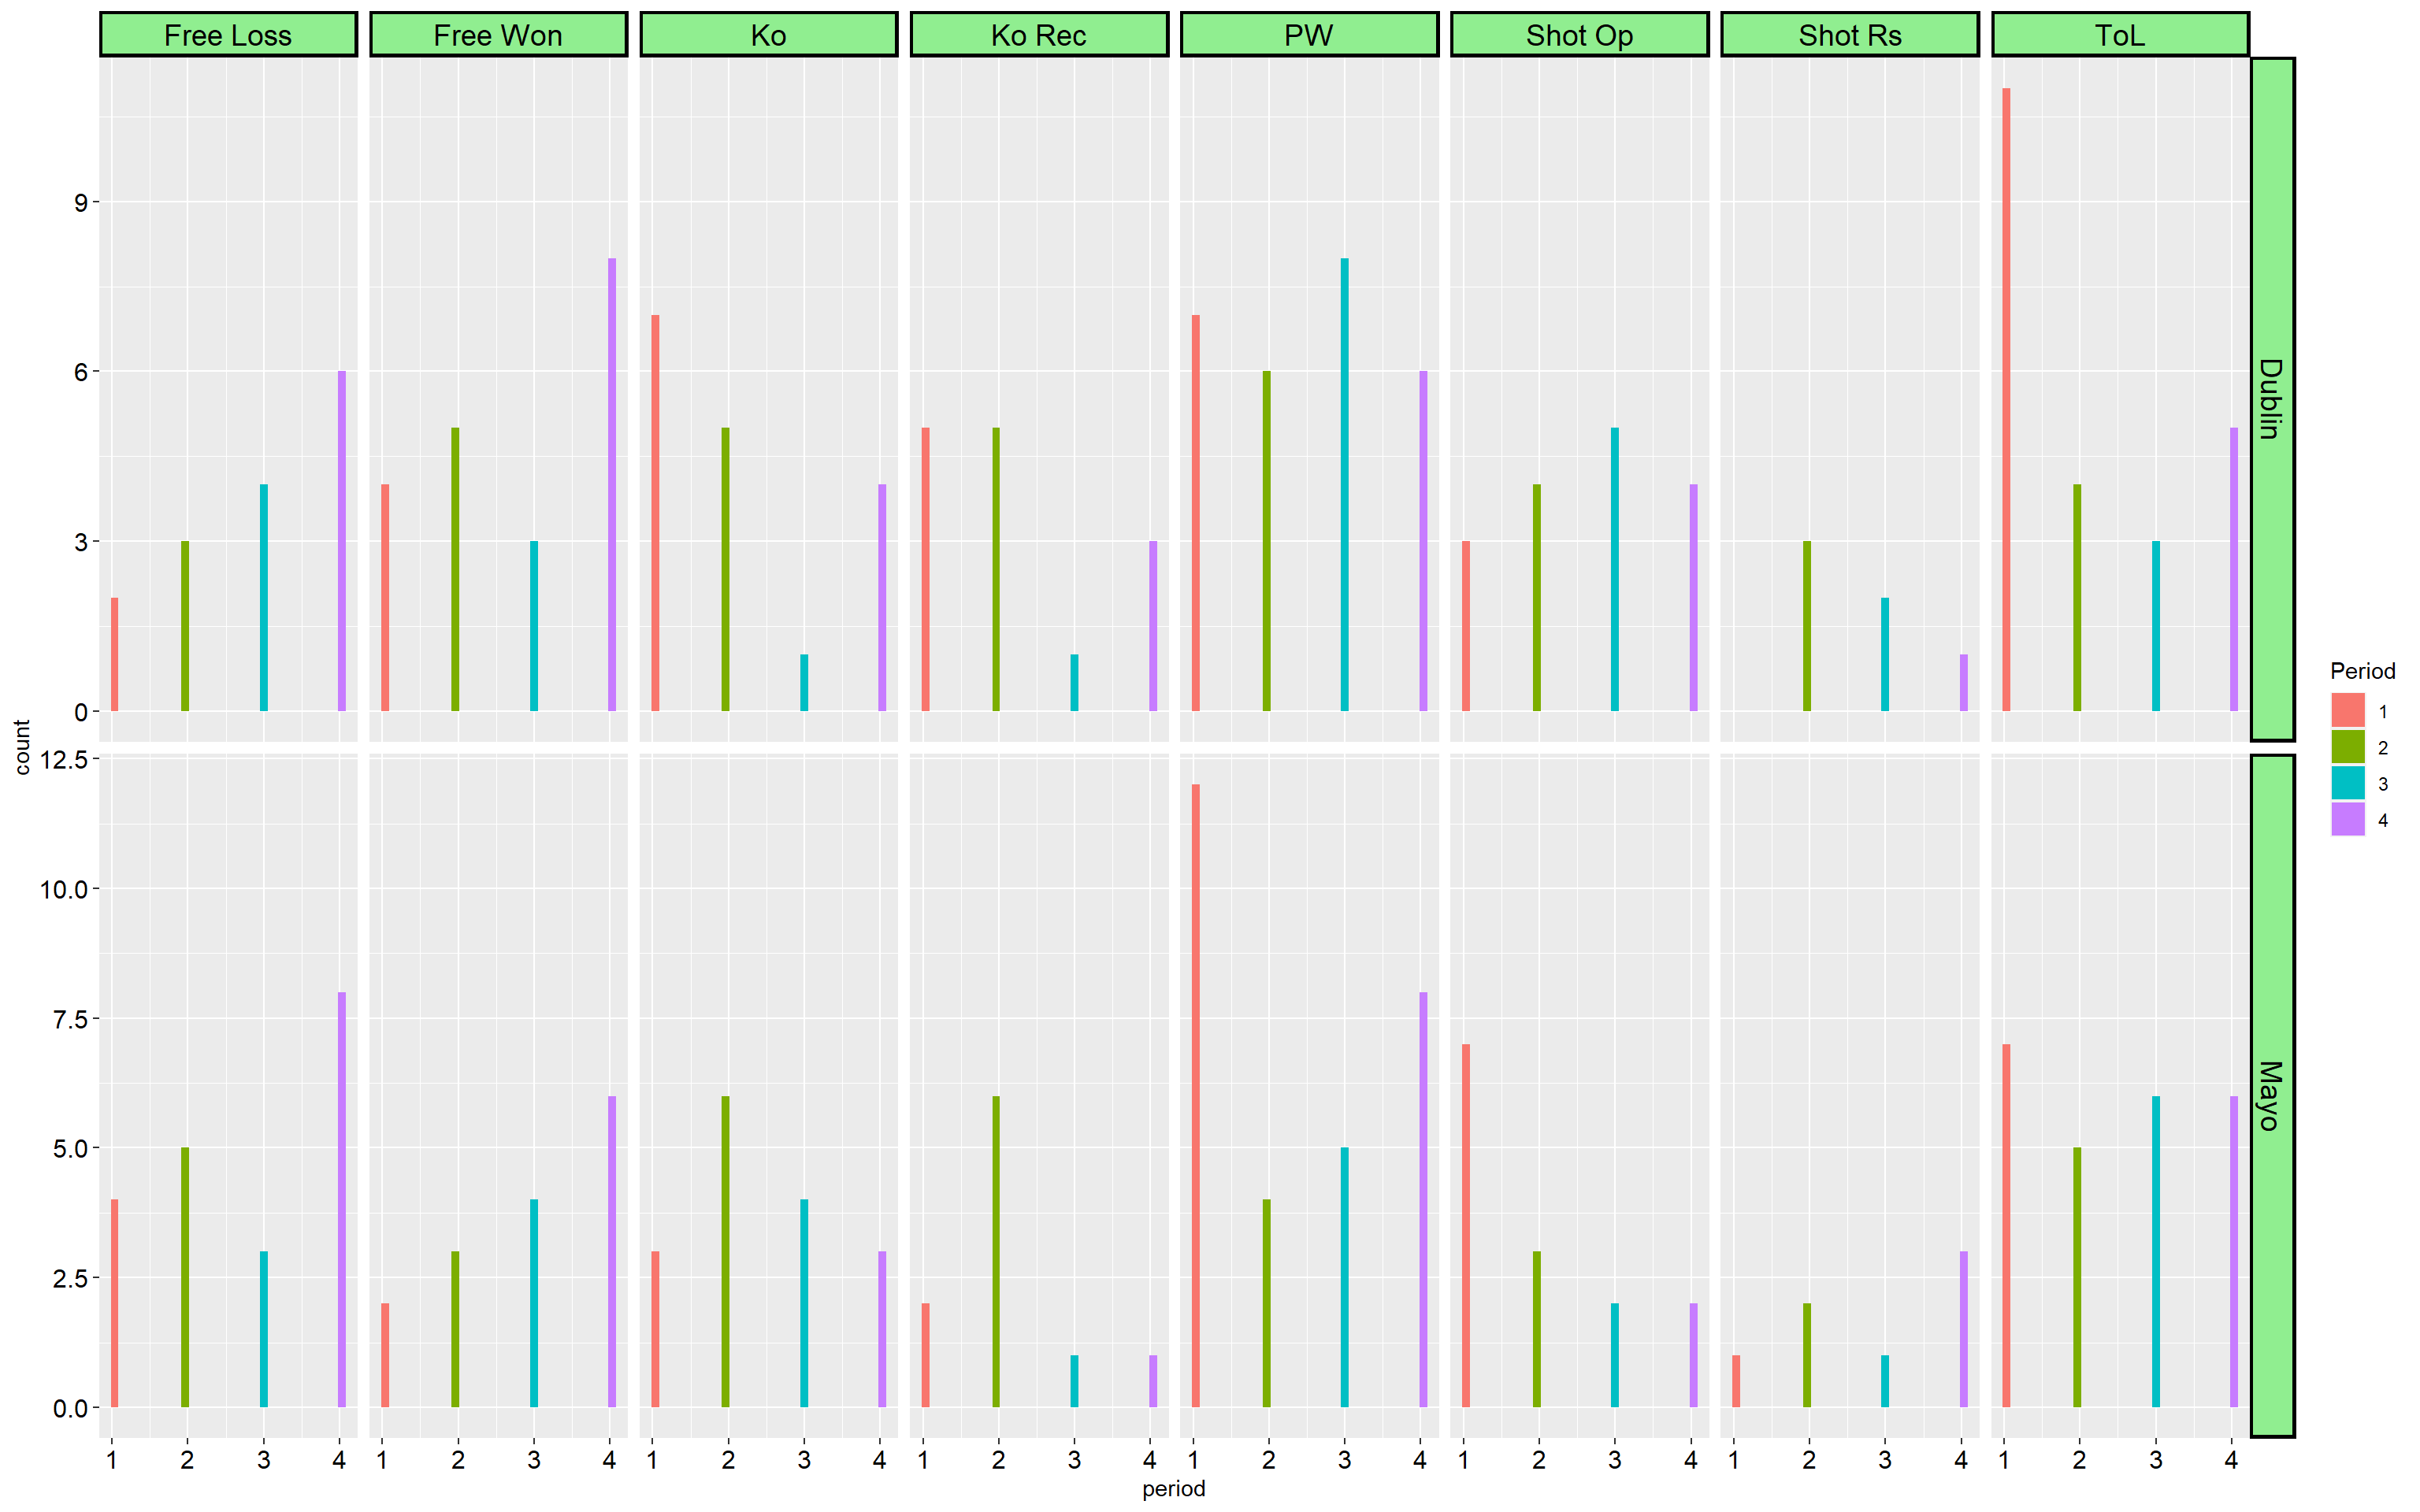 Free Loss Free Won Ko Ko Rec PW Shot Op Shot Rs ToL
9
6
3
0
Dublin
count
12.5
10.0
7.5
5.0
2.5
0.0
Mayo
1 2 3 4 1 2 3 4 1 2 3 4 1 2 3 4 1 2 3 4 1 2 3 4 1 2 3 4 1 2 3 4
period
Period
1
2
3
4